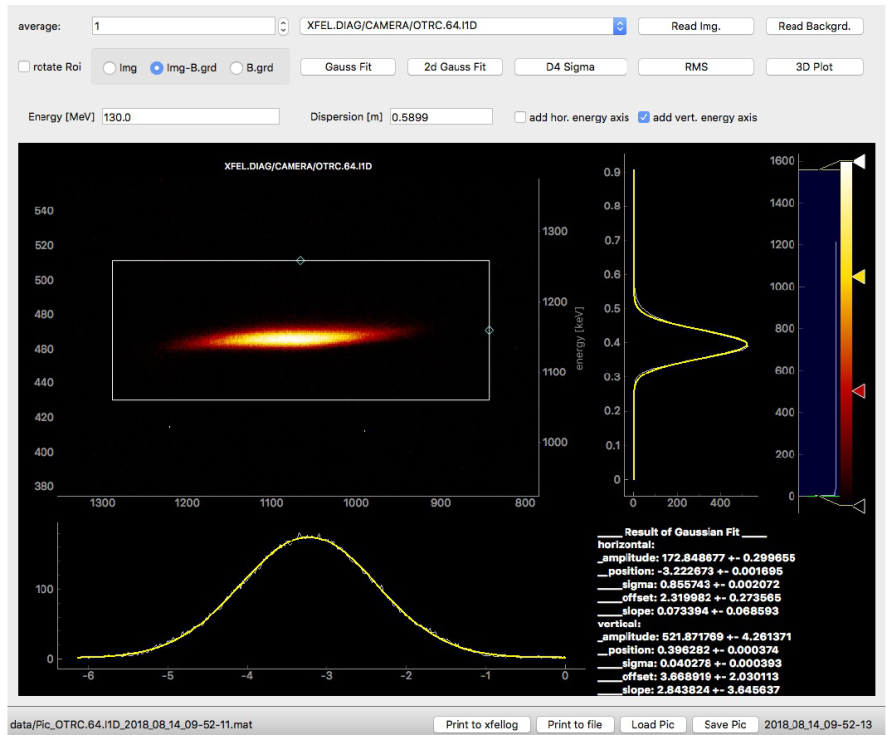 average: 1 XFEL.DIAG/CAMERA/OTRC.64.I1D Read Img. Read Backgrd.
rotate Roi Img Img-B.grd B.grd Gauss Fit 2d Gauss Fit D4 Sigma RMS 3D Plot
Energy [MeV] 130.0 Dispersion [m] 0.5899 add hor. energy axis add vert. energy axis
XFEL.DIAG/CAMERA/OTRC.64.I1D
540
520
500
480
460
440
420
400
380
1300 1200 1100 1000 900 800
1300
1200
1100
1000
energy [keV]
0.9
0.8
0.7
0.6
0.5
0.4
0.3
0.2
0.1
0
0 200 400
1600
1400
1200
1000
800
600
400
200
0
100
0
-6 -5 -4 -3 -2 -1 0
____Result of Gaussian Fit ____
horizontal:
_amplitude: 172.848677 +- 0.299655
__position: -3.222673 +- 0.001695
____sigma: 0.855743 +- 0.002072
____offset: 2.319982 +- 0.273565
____slope: 0.073394 +- 0.068593
vertical:
_amplitude: 521.871769 +- 4.261371
__position: 0.396282 +- 0.000374
____sigma: 0.040278 +- 0.000393
____offset: 3.668919 +- 2.030113
____slope: 2.843824 +- 3.645637
data/Pic_OTRC.64.I1D_2018_08_14_09-52-11.mat Print to xfellog Print to file Load Pic Save Pic 2018_08_14_09-52-13